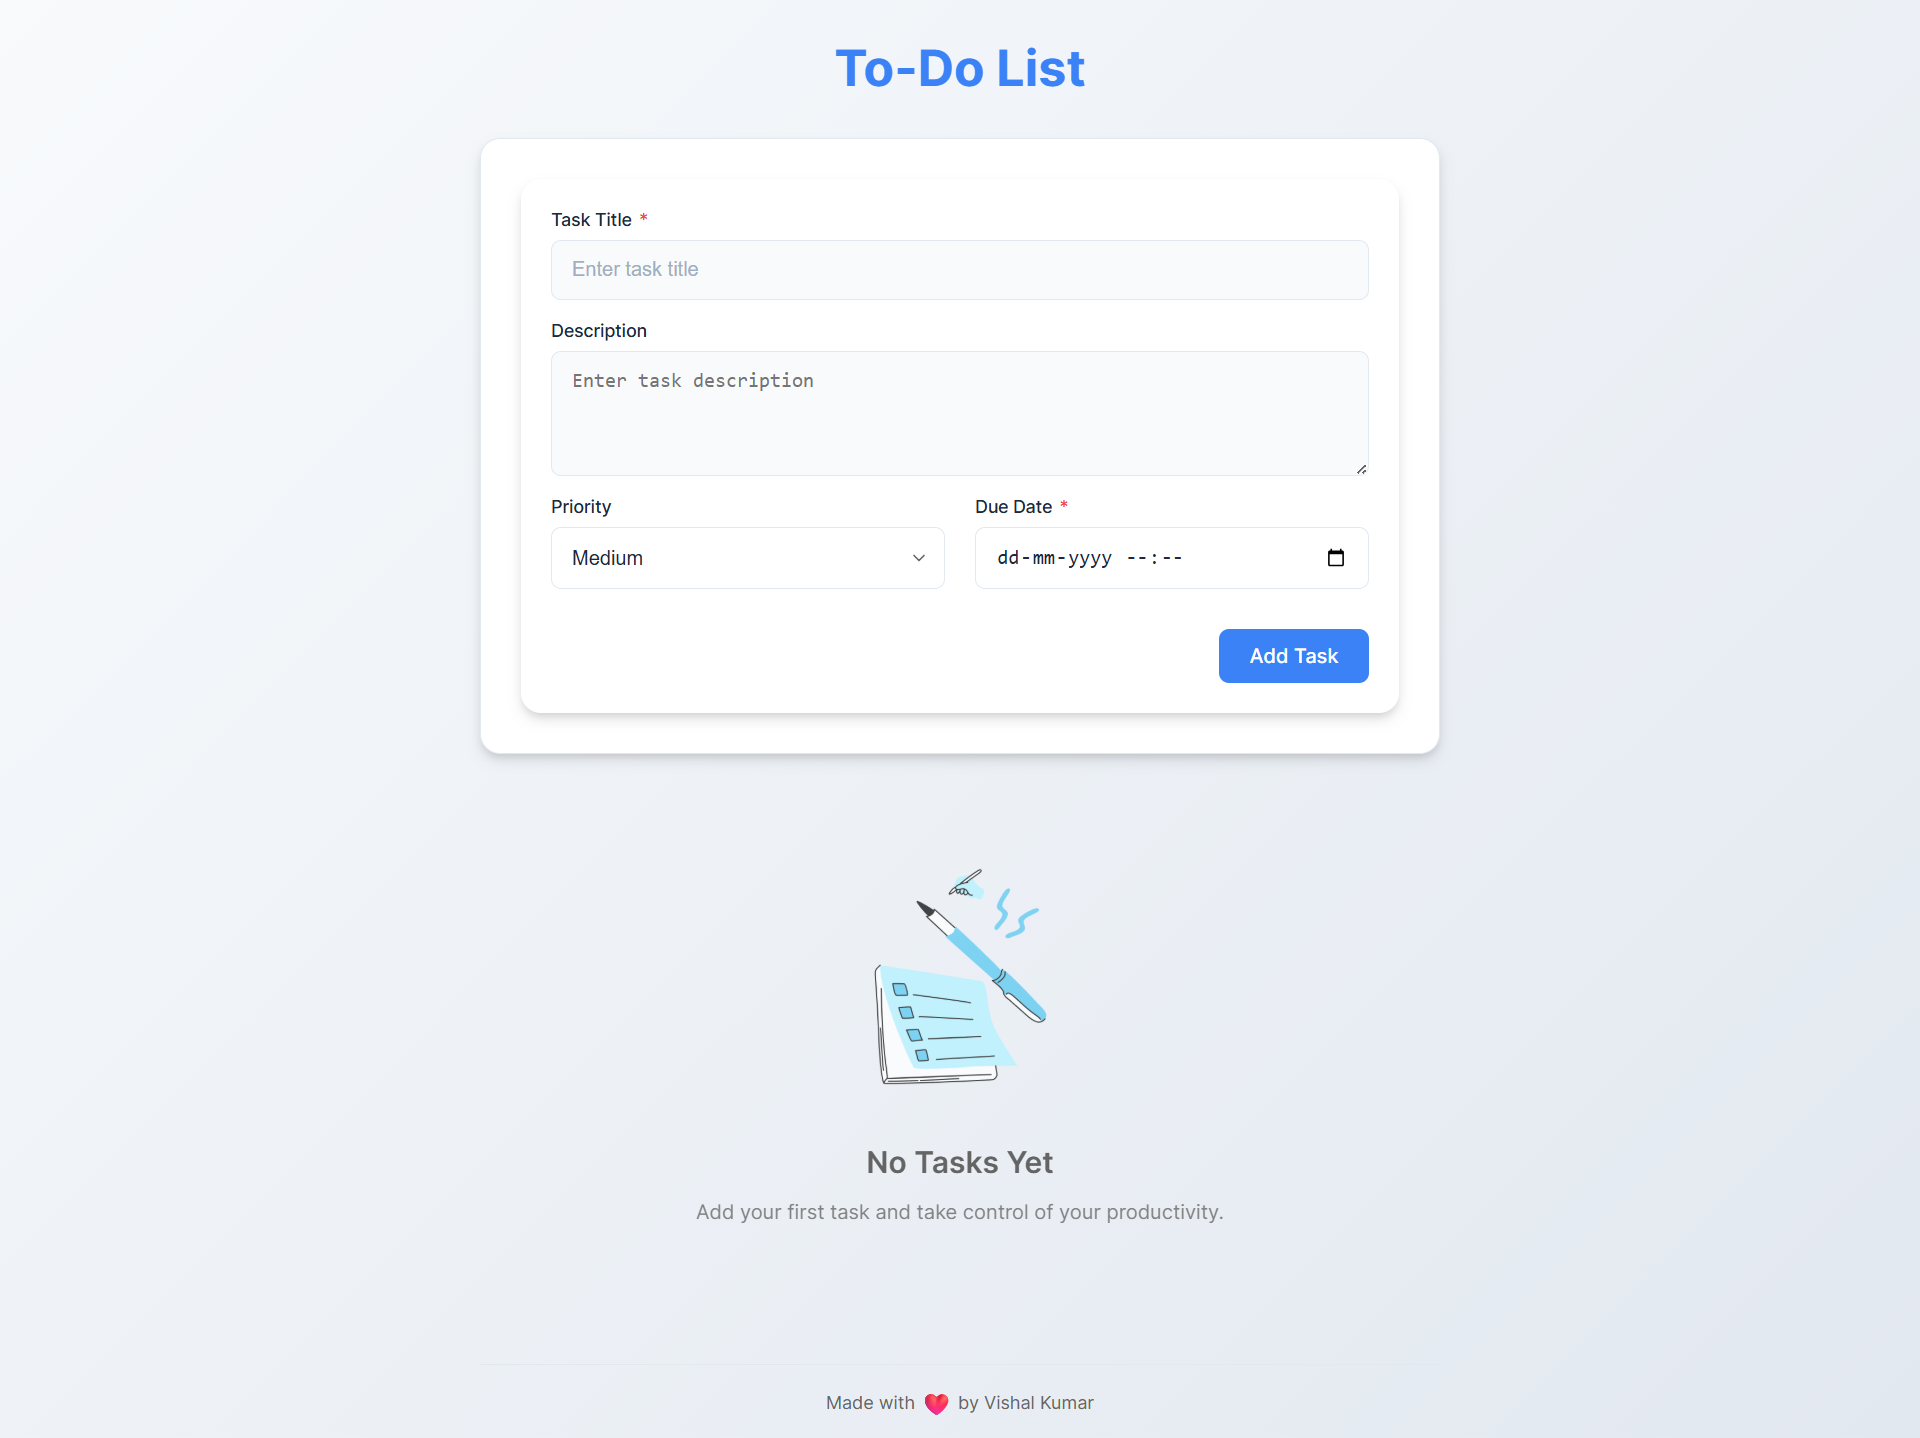 To-Do List
Task Title *
Enter task title
Description
Enter task description
Priority
Due Date *
Medium
dd-mm-yyyy --:--
Add Task
No Tasks Yet
Add your first task and take control of your productivity.
Made with ❤️ by Vishal Kumar